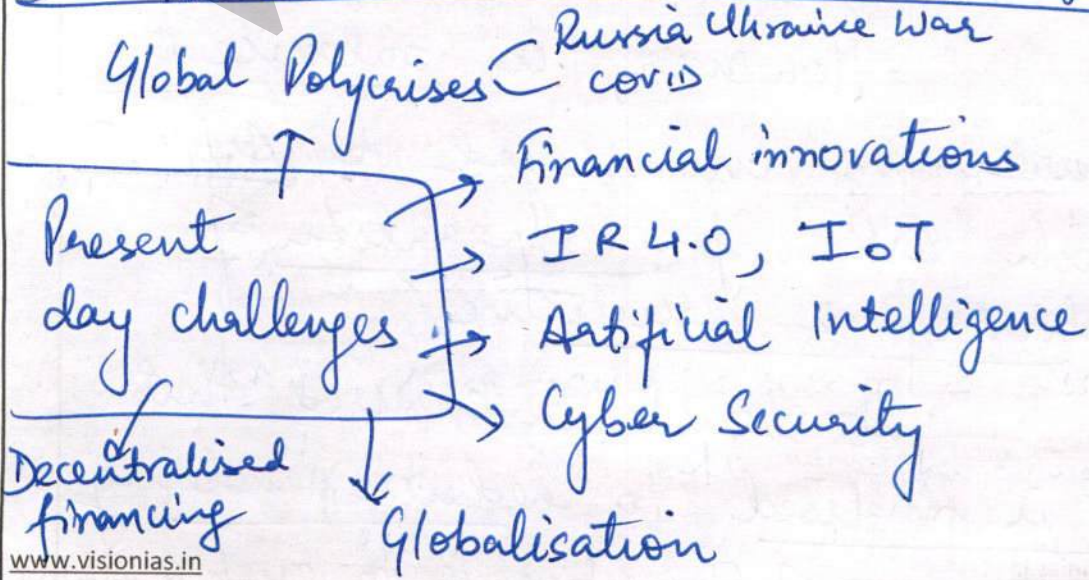 Russia Ukraine War
Global Polycrises COVID
Financial innovations
Present
IR 4.0, IoT
day challenges
Artificial Intelligence
Cyber Security
Decentralised
financing
Globalisation
www.visionias.in